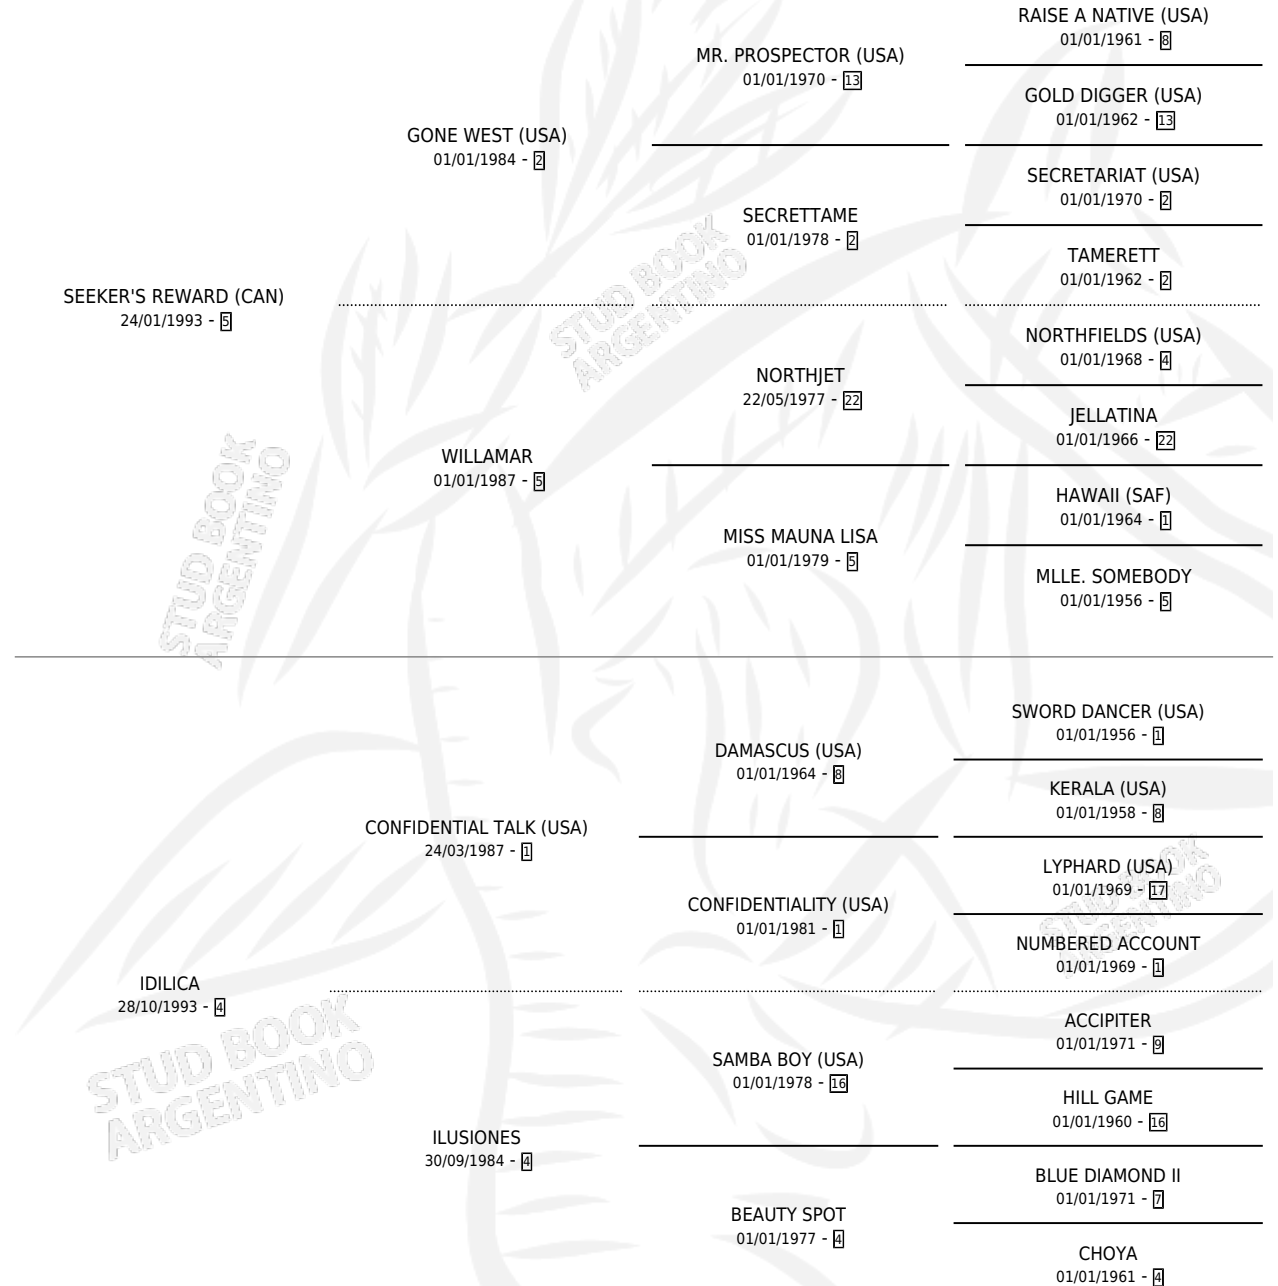 RAISE A NATIVE (USA)
01/01/1961 - 8
MR. PROSPECTOR (USA)
01/01/1970 - 13
GOLD DIGGER (USA)
01/01/1962 - 13
GONE WEST (USA)
01/01/1984 - 2
SECRETARIAT (USA)
01/01/1970 - 2
SECRETTAME
01/01/1978 - 2
TAMERETT
01/01/1962 - 2
SEEKER'S REWARD (CAN)
24/01/1993 - 5
STUD BOOK
ARGENTINO
NORTHFIELDS (USA)
01/01/1968 - 4
NORTHJET
22/05/1977 - 22
JELLATINA
01/01/1966 - 22
WILLAMAR
01/01/1987 - 5
HAWAII (SAF)
01/01/1964 - 1
MISS MAUNA LISA
01/01/1979 - 5
MLLE. SOMEBODY
01/01/1956 - 5
STUD BOOK
ARGENTINO
SWORD DANCER (USA)
01/01/1956 - 1
DAMASCUS (USA)
01/01/1964 - 8
KERALA (USA)
01/01/1958 - 8
CONFIDENTIAL TALK (USA)
24/03/1987 - 1
LYPHARD (USA)
01/01/1969 - 17
CONFIDENTIALITY (USA)
01/01/1981 - 1
NUMBERED ACCOUNT
01/01/1969 - 1
STUD BOOK
ARGENTINO
IDILICA
28/10/1993 - 4
ACCIPITER
01/01/1971 - 9
SAMBA BOY (USA)
01/01/1978 - 16
HILL GAME
01/01/1960 - 16
STUD BOOK
ARGENTINO
ILUSIONES
30/09/1984 - 4
BLUE DIAMOND II
01/01/1971 - 7
BEAUTY SPOT
01/01/1977 - 4
CHOYA
01/01/1961 - 4